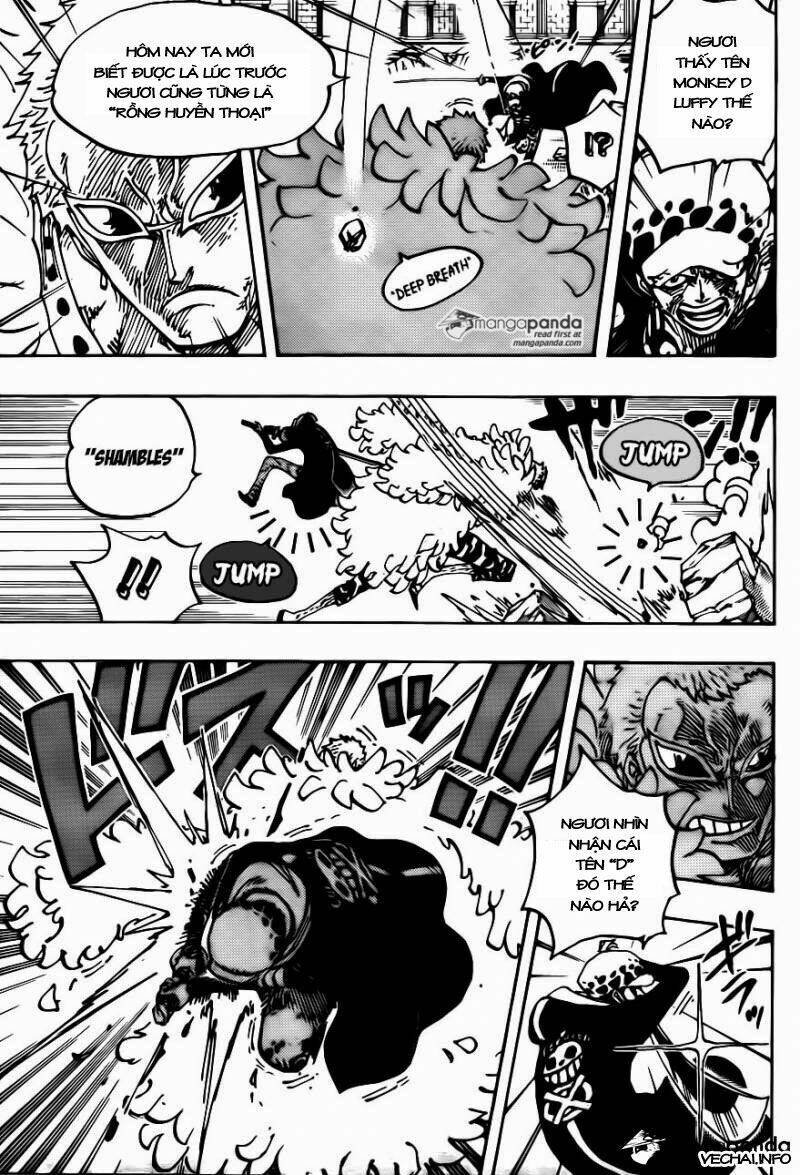 NGƯƠI
THẤY TÊN
MONKEY D
LUFFY THẾ
NÀO?
!?
"DEEP BREATH"
mangapanda
read first at
mangapanda.com
HÔM NAY TA MỚI
BIẾT ĐƯỢC LÀ LÚC TRƯỚC
NGƯƠI CŨNG TỪNG LÀ
"RỒNG HUYỀN THOẠI"
JUMP
JUMP
"SHAMBLES"
!!
NGƯƠI NHÌN
NHẬN CÁI
TÊN "D"
ĐÓ THẾ
NÀO HẢ?
ドス!!
VECHAI.INFO